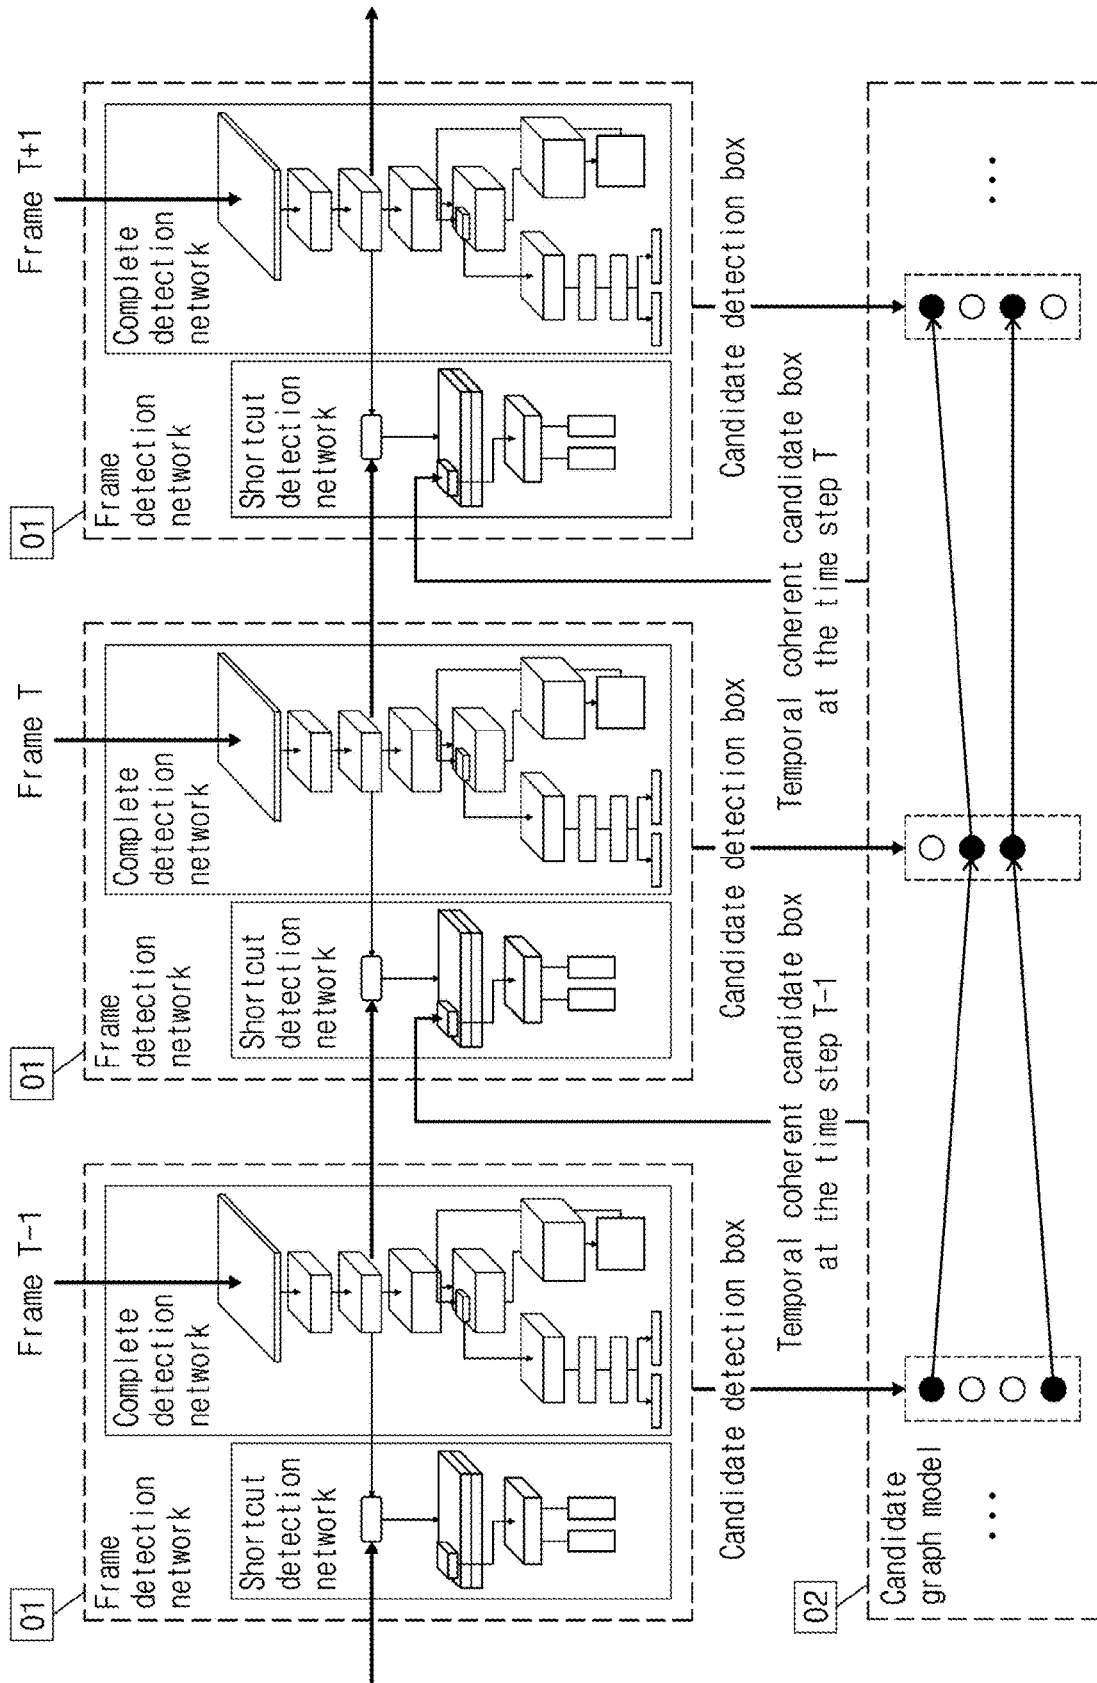 Frame T-1
Frame T
Frame T+1
01
Frame
detection
network
Complete
detection
network
Shortcut
detection
network
01
Frame
detection
network
Complete
detection
network
Shortcut
detection
network
01
Frame
detection
network
Complete
detection
network
Shortcut
detection
network
Candidate detection box
Temporal coherent candidate box
at the time step T-1
Candidate detection box
Temporal coherent candidate box
at the time step T
Candidate detection box
02
Candidate
graph model
...
...